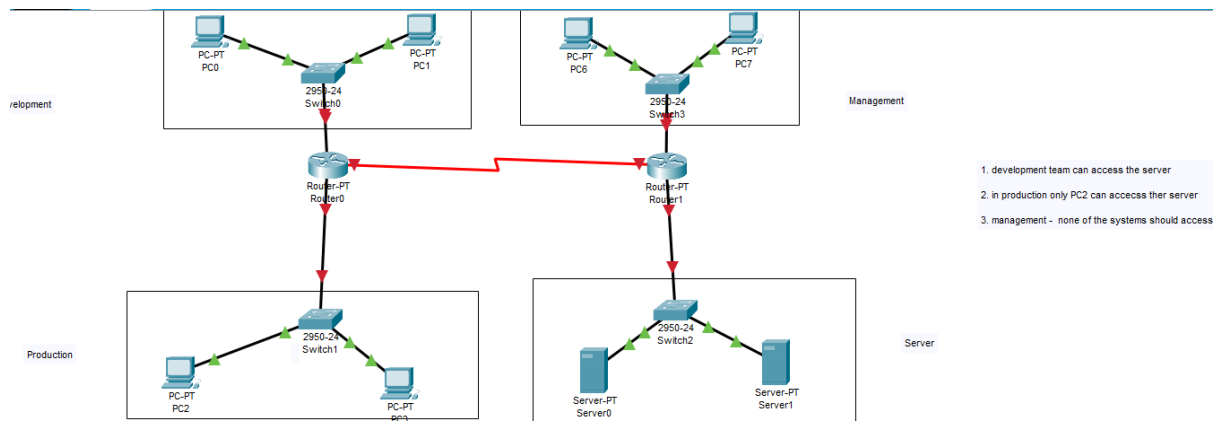 PC-PT
PC0
PC-PT
PC1
2950-24
Switch0
velopment
PC-PT
PC6
PC-PT
PC7
2950-24
Switch3
Management
Router-PT
Router0
Router-PT
Router1
1. development team can access the server
2. in production only PC2 can accecss ther server
3. management - none of the systems should access
Production
2950-24
Switch1
PC-PT
PC2
PC-PT
2950-24
Switch2
Server
Server-PT
Server0
Server-PT
Server1